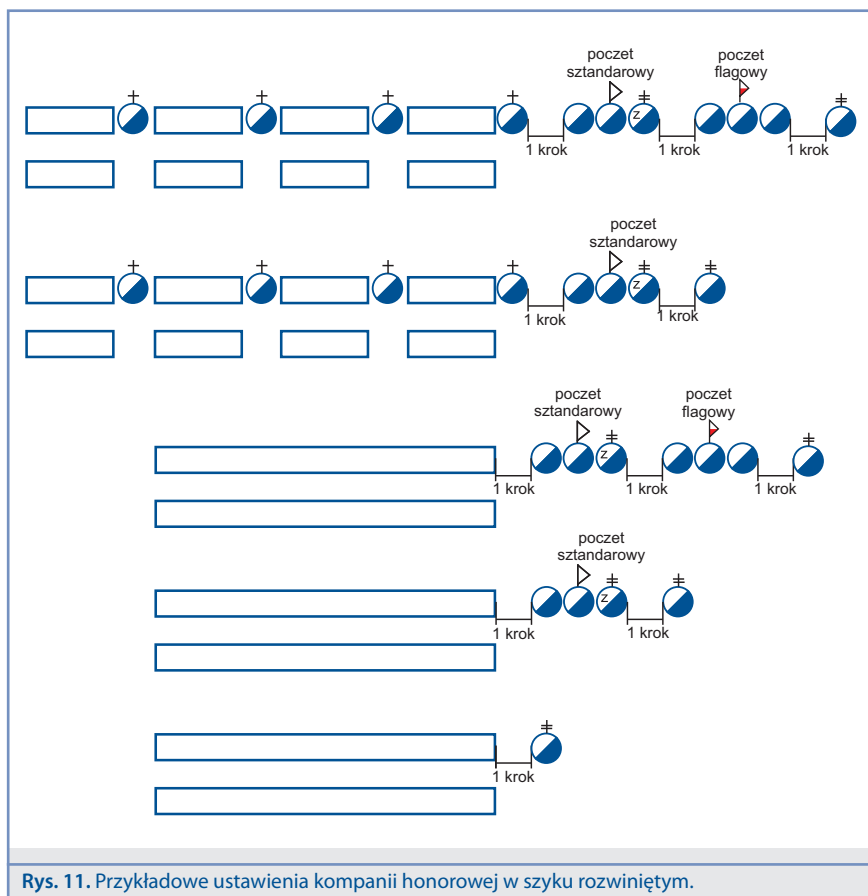 poczet
sztandarowy
poczet
flagowy
z
1 krok
1 krok
1 krok
poczet
sztandarowy
z
1 krok
1 krok
poczet
sztandarowy
poczet
flagowy
z
1 krok
1 krok
1 krok
poczet
sztandarowy
z
1 krok
1 krok
1 krok
Rys. 11. Przykładowe ustawienia kompanii honorowej w szyku rozwiniętym.